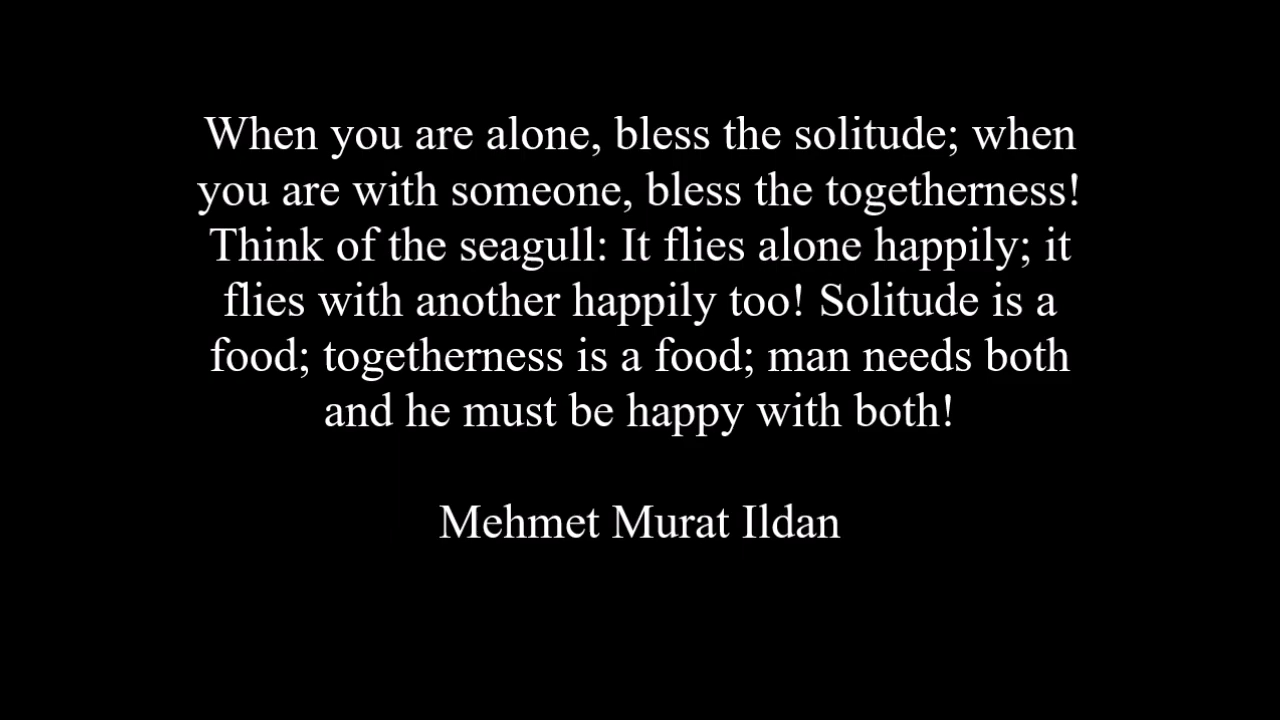 When you are alone, bless the solitude; when
you are with someone, bless the togetherness!
Think of the seagull: It flies alone happily; it
flies with another happily too! Solitude is a
food; togetherness is a food; man needs both
and he must be happy with both!
Mehmet Murat Ildan